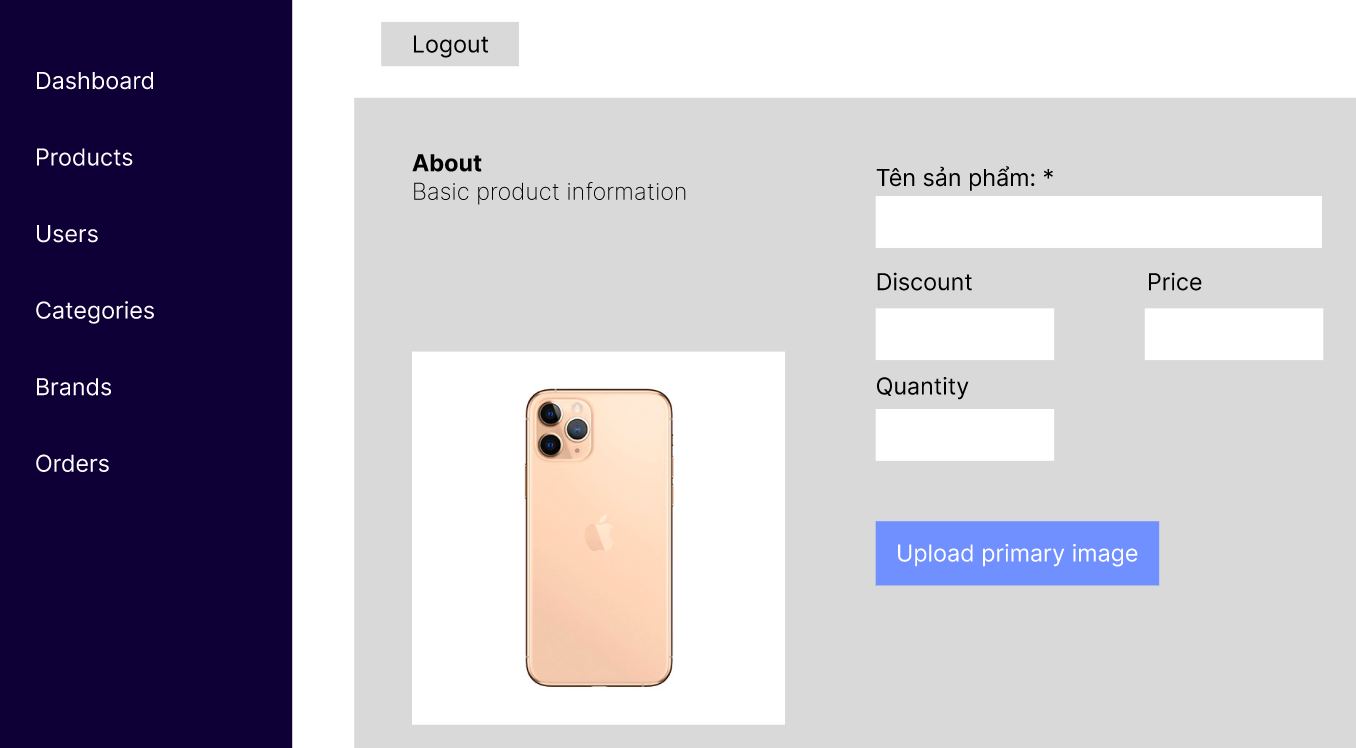 Dashboard
Products
Users
Categories
Brands
Orders
Logout
About
Basic product information
Tên sản phẩm: *
Discount
Price
Quantity
Upload primary image